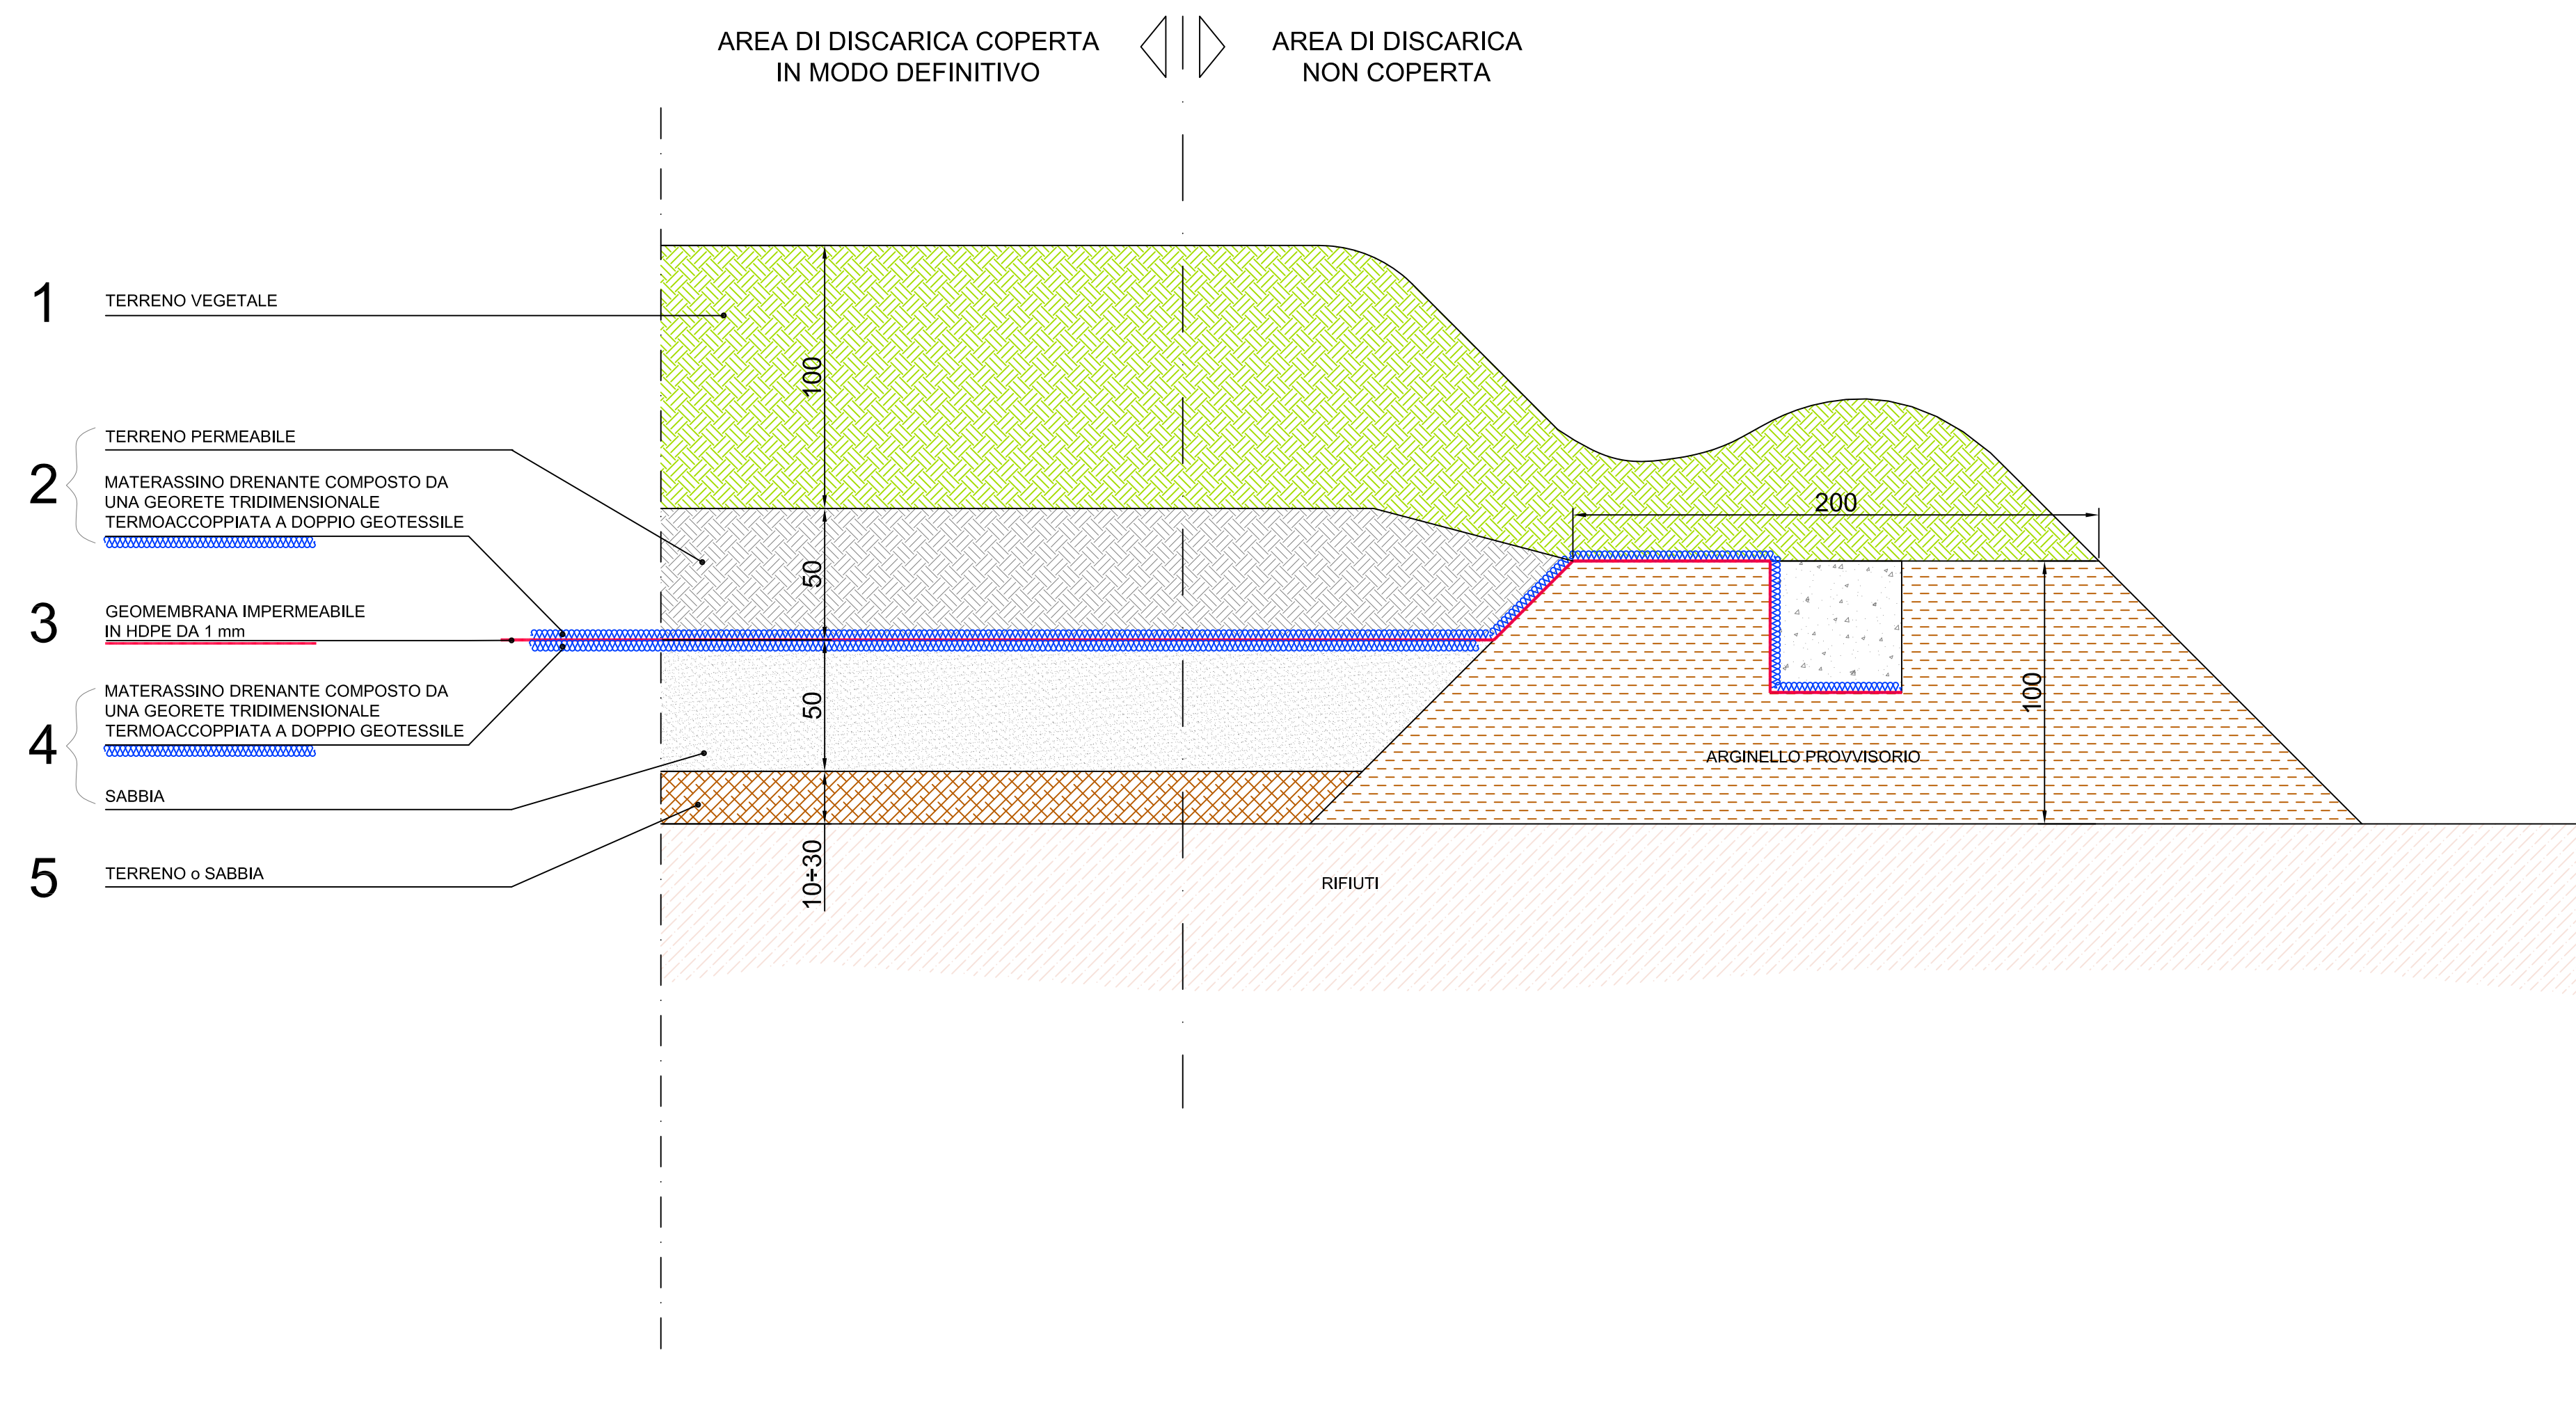 AREA DI DISCARICA COPERTA
IN MODO DEFINITIVO
AREA DI DISCARICA
NON COPERTA
1
TERRENO VEGETALE
100
2
TERRENO PERMEABILE
MATERASSINO DRENANTE COMPOSTO DA
UNA GEORETE TRIDIMENSIONALE
TERMOACCOPPIATA A DOPPIO GEOTESSILE
200
50
3
GEOMEMBRANA IMPERMEABILE
IN HDPE DA 1 mm
4
MATERASSINO DRENANTE COMPOSTO DA
UNA GEORETE TRIDIMENSIONALE
TERMOACCOPPIATA A DOPPIO GEOTESSILE
50
100
ARGINELLO PROVVISORIO
SABBIA
5
TERRENO o SABBIA
10÷30
RIFIUTI